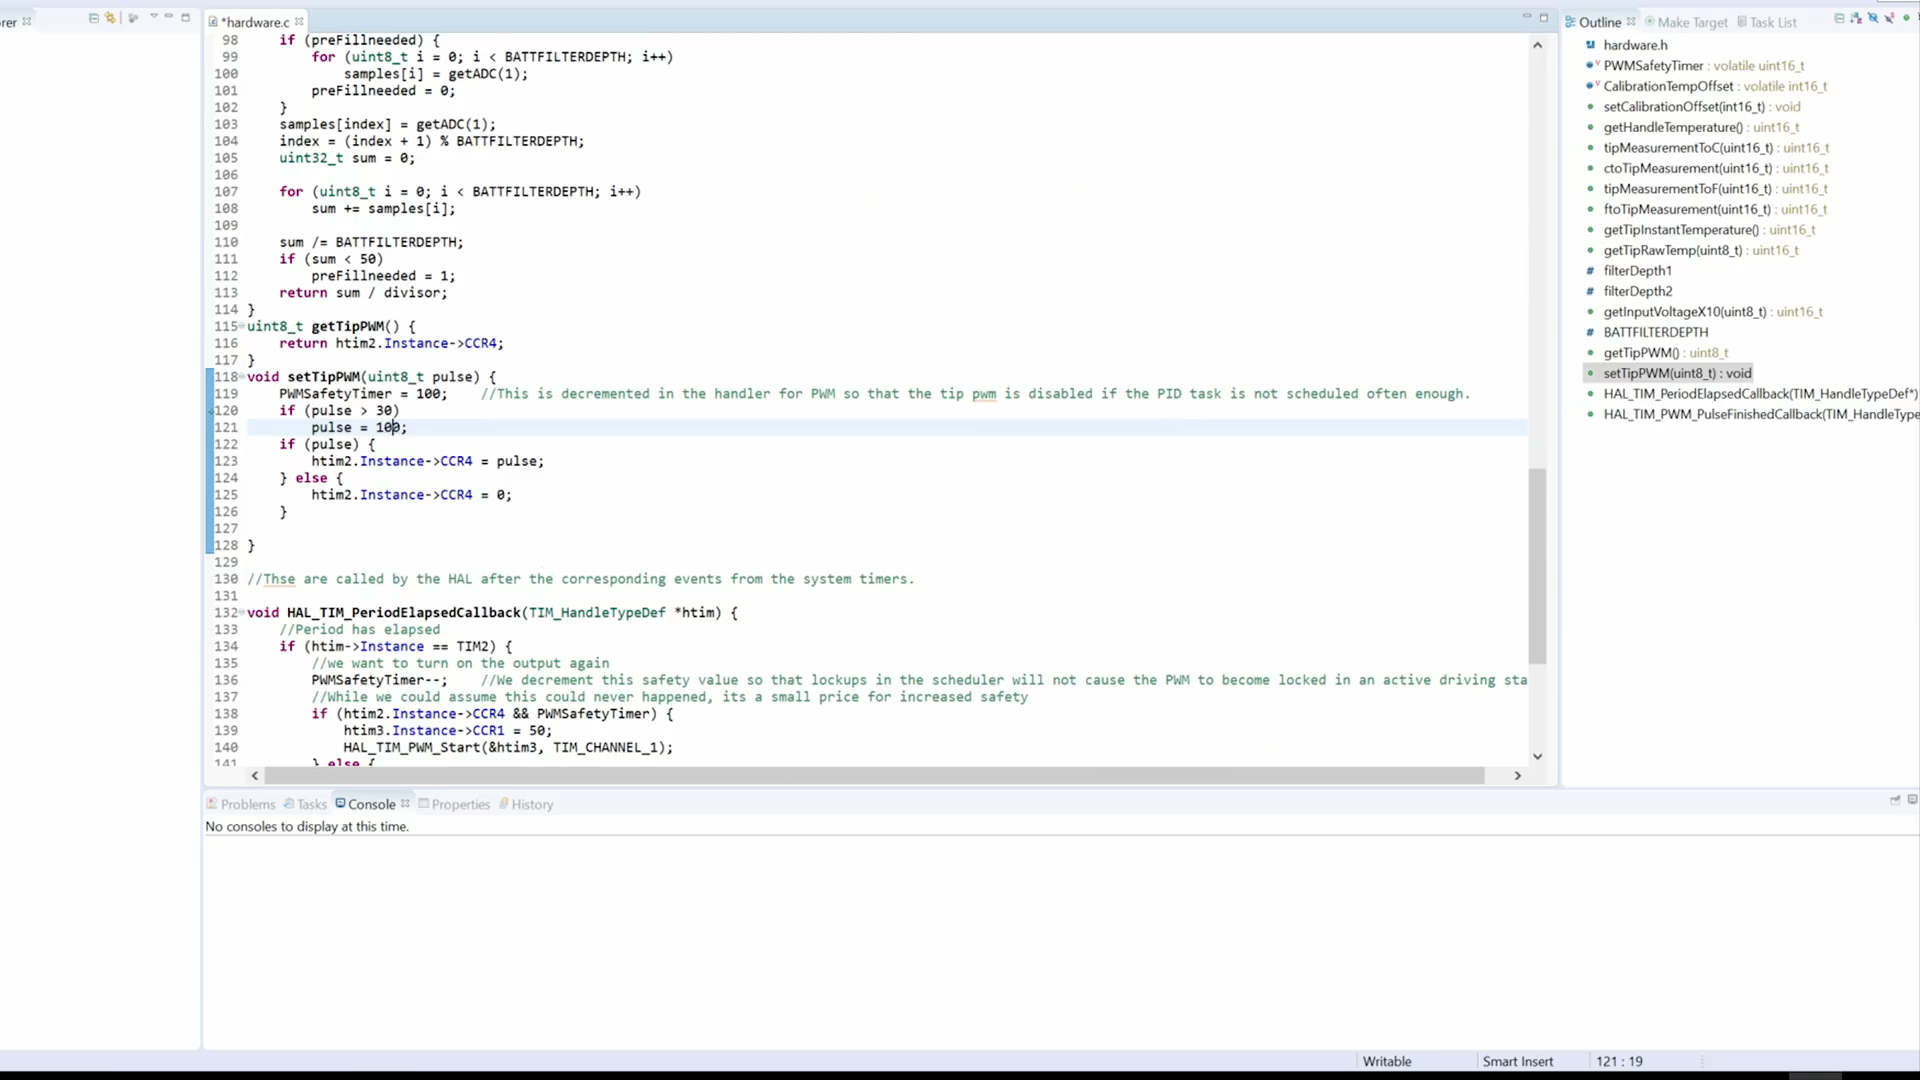 rer
*hardware.c
98 if (preFillneeded) {
99 for (uint8_t i = 0; i < BATTFILTERDEPTH; i++)
100 samples[i] = getADC(1);
101 preFillneeded = 0;
102 }
103 samples[index] = getADC(1);
104 index = (index + 1) % BATTFILTERDEPTH;
105 uint32_t sum = 0;
106
107 for (uint8_t i = 0; i < BATTFILTERDEPTH; i++)
108 sum += samples[i];
109
110 sum /= BATTFILTERDEPTH;
111 if (sum < 50)
112 preFillneeded = 1;
113 return sum / divisor;
114 }
115 uint8_t getTipPWM() {
116 return htim2.Instance->CCR4;
117 }
118 void setTipPWM(uint8_t pulse) {
119 PWMSafetyTimer = 100; //This is decremented in the handler for PWM so that the tip pwm is disabled if the PID task is not scheduled often enough.
120 if (pulse > 30)
121 pulse = 100;
122 if (pulse) {
123 htim2.Instance->CCR4 = pulse;
124 } else {
125 htim2.Instance->CCR4 = 0;
126 }
127
128 }
129
130 //Thse are called by the HAL after the corresponding events from the system timers.
131
132 void HAL_TIM_PeriodElapsedCallback(TIM_HandleTypeDef *htim) {
133 //Period has elapsed
134 if (htim->Instance == TIM2) {
135 //we want to turn on the output again
136 PWMSafetyTimer--; //We decrement this safety value so that lockups in the scheduler will not cause the PWM to become locked in an active driving sta
137 //While we could assume this could never happened, its a small price for increased safety
138 if (htim2.Instance->CCR4 && PWMSafetyTimer) {
139 htim3.Instance->CCR1 = 50;
140 HAL_TIM_PWM_Start(&htim3, TIM_CHANNEL_1);
141 } else {
Outline Make Target Task List
hardware.h
PWMSafetyTimer : volatile uint16_t
CalibrationTempOffset : volatile int16_t
setCalibrationOffset(int16_t) : void
getHandleTemperature() : uint16_t
tipMeasurementToC(uint16_t) : uint16_t
ctoTipMeasurement(uint16_t) : uint16_t
tipMeasurementToF(uint16_t) : uint16_t
ftoTipMeasurement(uint16_t) : uint16_t
getTipInstantTemperature() : uint16_t
getTipRawTemp(uint8_t) : uint16_t
# filterDepth1
# filterDepth2
getInputVoltageX10(uint8_t) : uint16_t
# BATTFILTERDEPTH
getTipPWM() : uint8_t
setTipPWM(uint8_t) : void
HAL_TIM_PeriodElapsedCallback(TIM_HandleTypeDef*)
HAL_TIM_PWM_PulseFinishedCallback(TIM_HandleType
Problems Tasks Console Properties History
No consoles to display at this time.
Writable Smart Insert 121 : 19